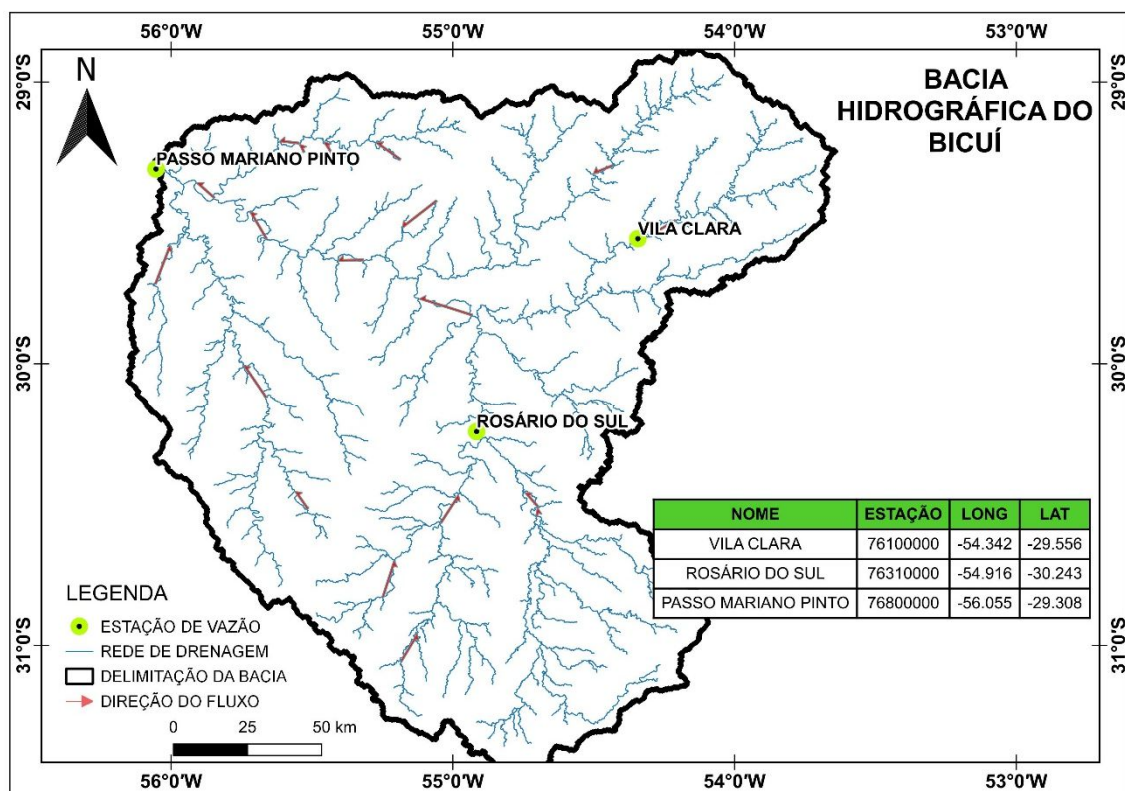 56°0'W 55°0'W 54°0'W 53°0'W
29°0'S 29°0'S
30°0'S 30°0'S
31°0'S 31°0'S
N
BACIA
HIDROGRÁFICA DO
BICUÍ
PASSO MARIANO PINTO
VILA CLARA
ROSÁRIO DO SUL
NOME ESTAÇÃO LONG LAT
VILA CLARA 76100000 -54.342 -29.556
ROSÁRIO DO SUL 76310000 -54.916 -30.243
PASSO MARIANO PINTO 76800000 -56.055 -29.308
LEGENDA
ESTAÇÃO DE VAZÃO
REDE DE DRENAGEM
DELIMITAÇÃO DA BACIA
DIREÇÃO DO FLUXO
0 25 50 km
56°0'W 55°0'W 54°0'W 53°0'W